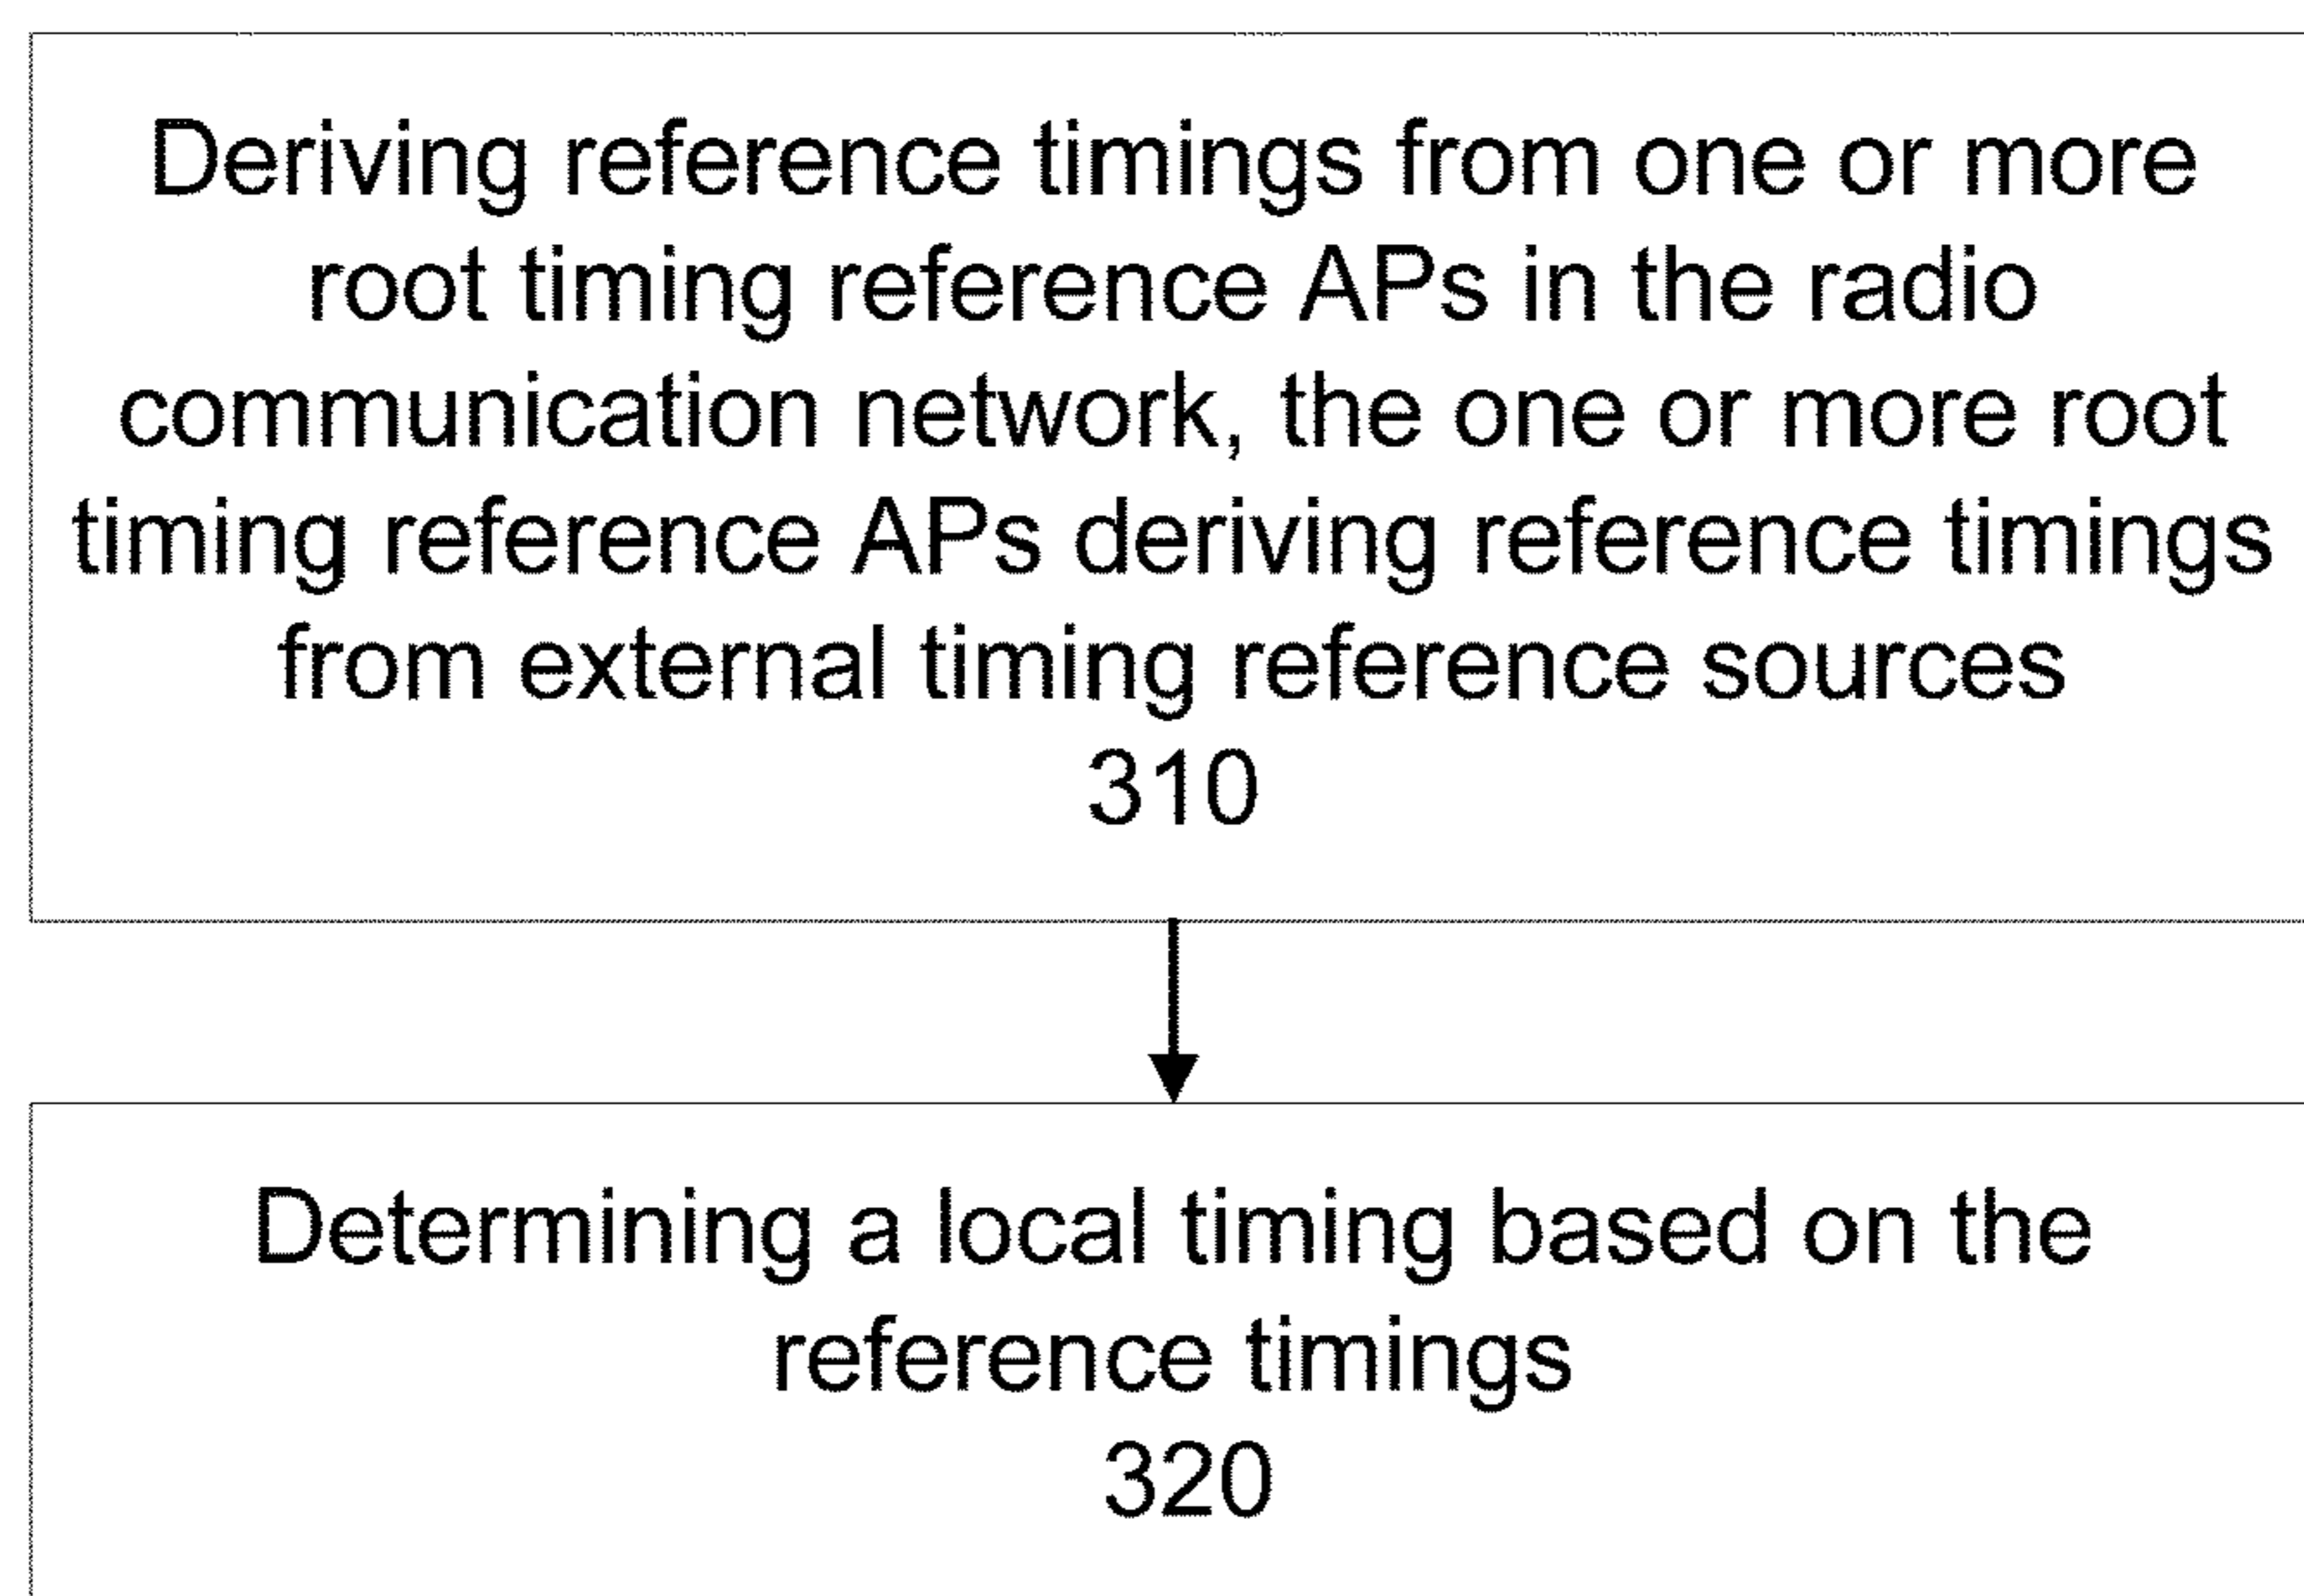 Deriving reference timings from one or more
root timing reference APs in the radio
communication network, the one or more root
timing reference APs deriving reference timings
from external timing reference sources
310
Determining a local timing based on the
reference timings
320